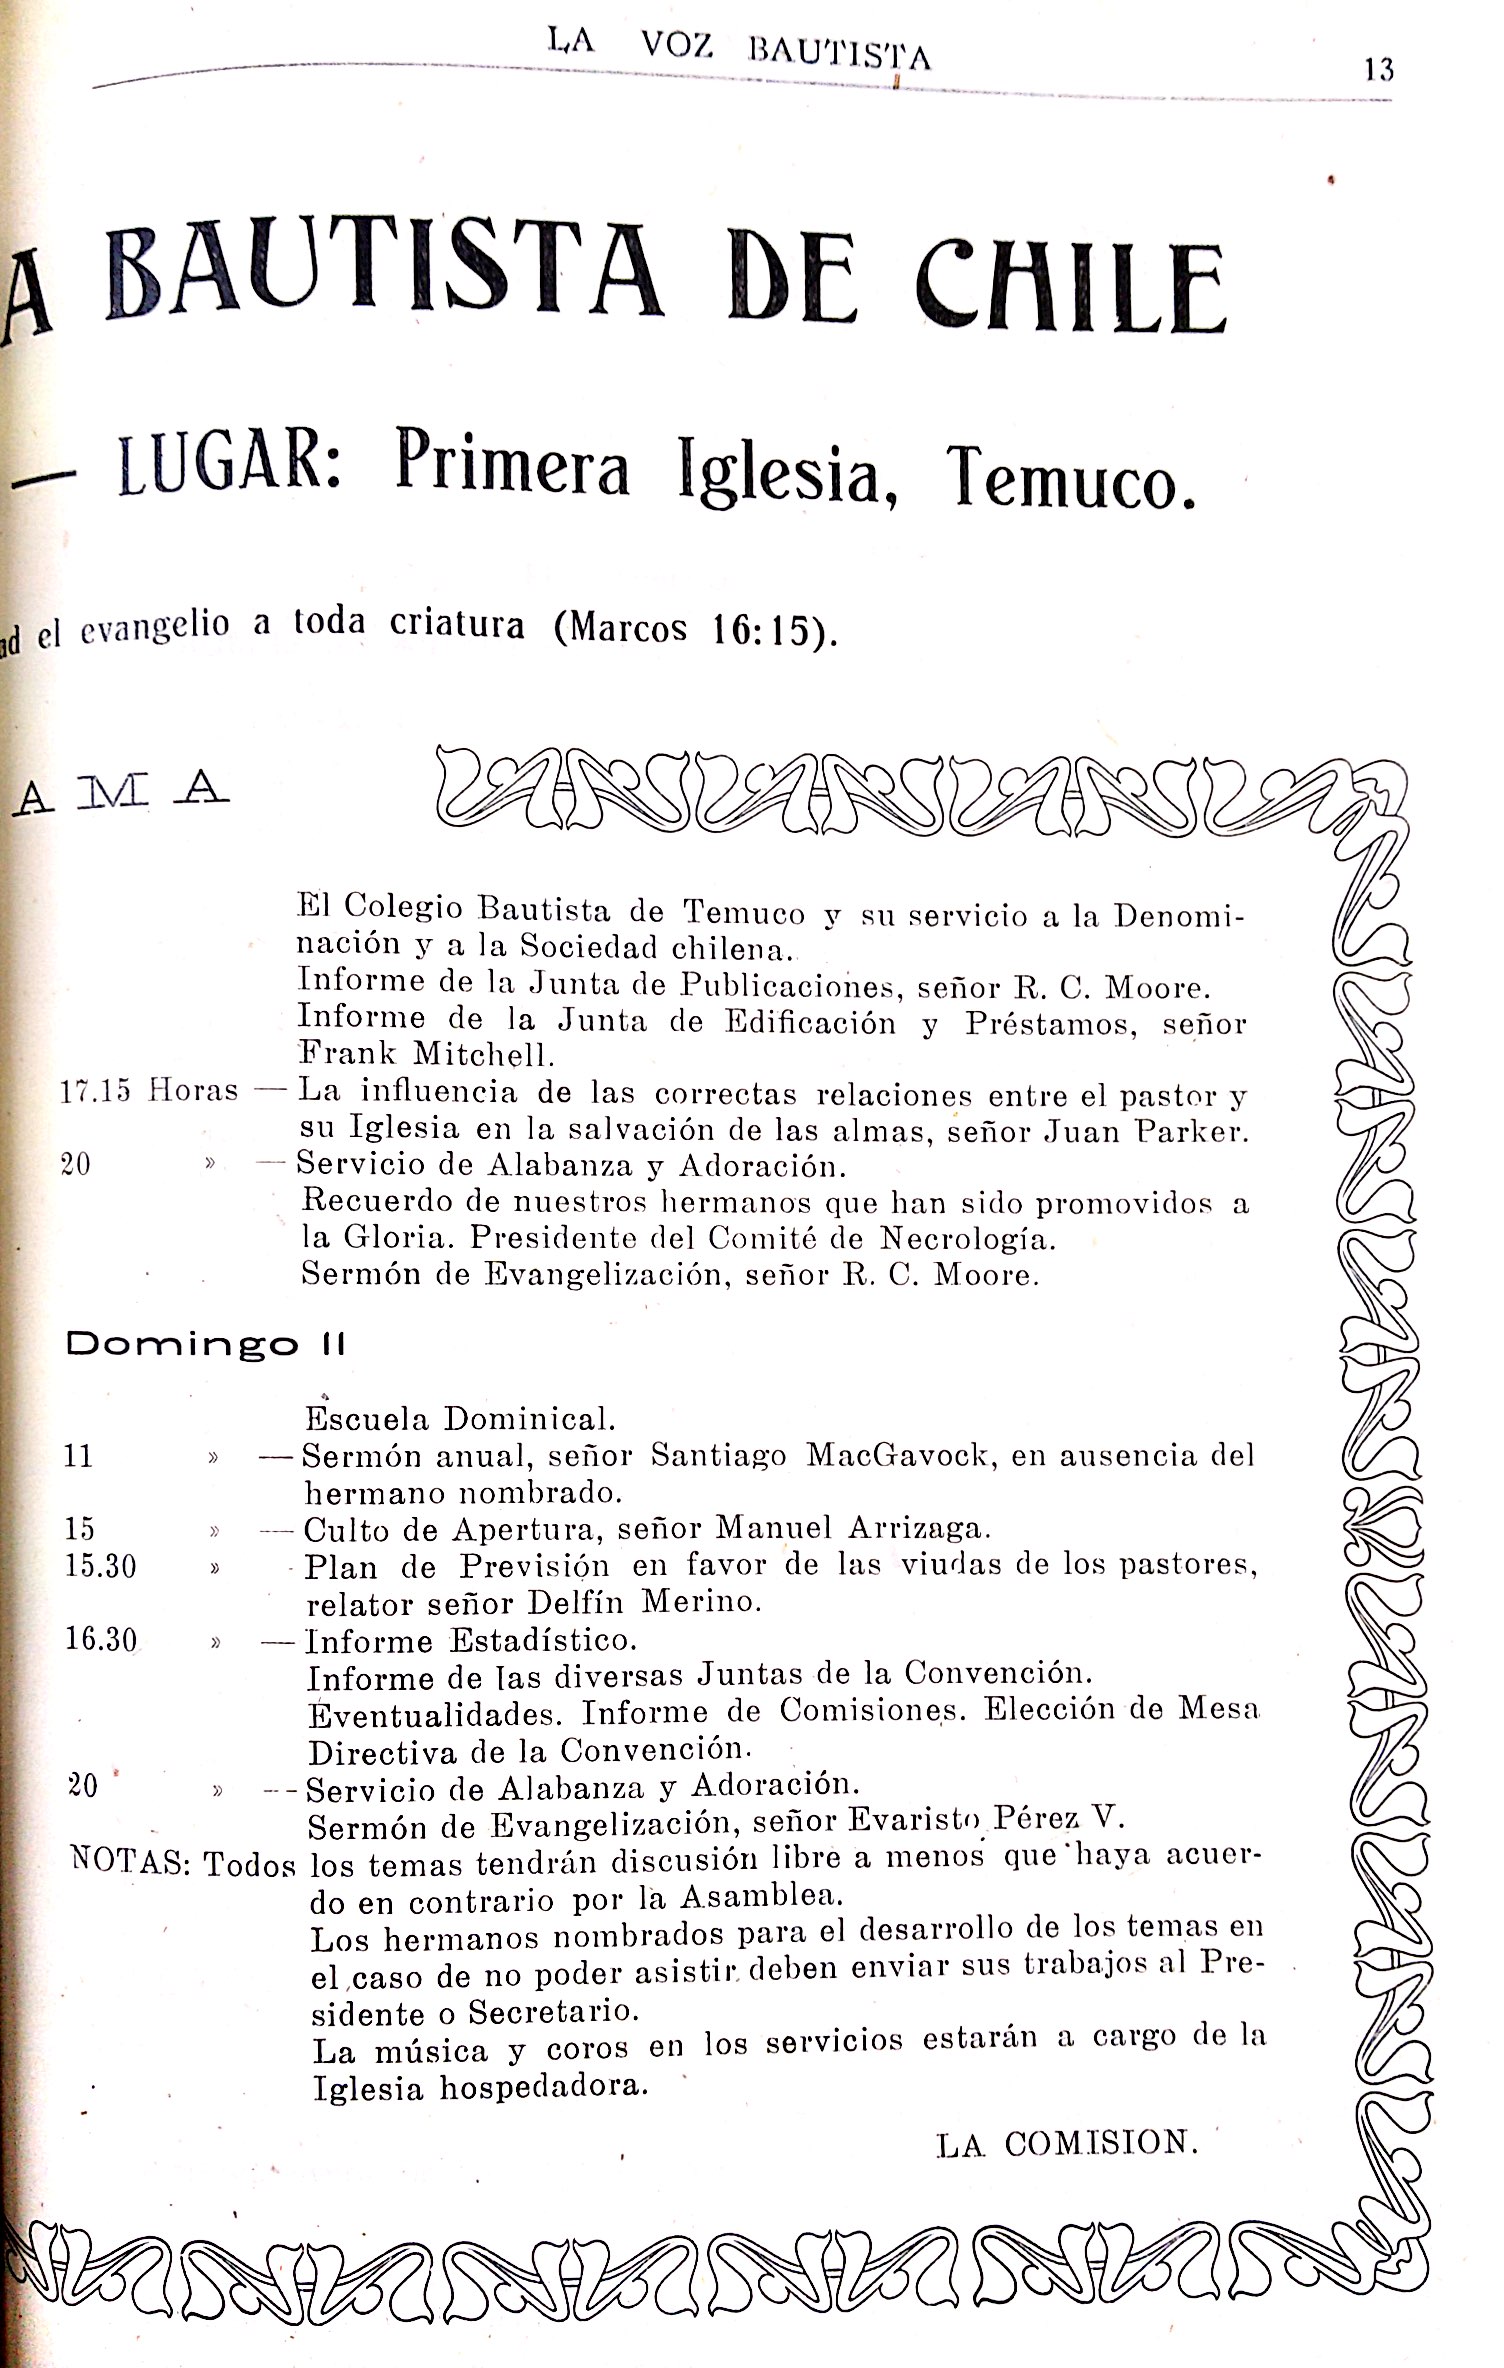 LA VOZ BAUTISTA
13
A BAUTISTA DE CHILE
— LUGAR: Primera Iglesia, Temuco.
ad el evangelio a toda criatura (Marcos 16:15).
A M A
El Colegio Bautista de Temuco y su servicio a la Denomi-
nación y a la Sociedad chilena.
Informe de la Junta de Publicaciones, señor R. C. Moore.
Informe de la Junta de Edificación y Préstamos, señor
Frank Mitchell.
17.15 Horas — La influencia de las correctas relaciones entre el pastor y
su Iglesia en la salvación de las almas, señor Juan Parker.
20 » — Servicio de Alabanza y Adoración.
Recuerdo de nuestros hermanos que han sido promovidos a
la Gloria. Presidente del Comité de Necrología.
Sermón de Evangelización, señor R. C. Moore.
Domingo II
Escuela Dominical.
11 » — Sermón anual, señor Santiago MacGavock, en ausencia del
hermano nombrado.
15 » — Culto de Apertura, señor Manuel Arrizaga.
15.30 » - Plan de Previsión en favor de las viudas de los pastores,
relator señor Delfín Merino.
16.30 » — Informe Estadístico.
Informe de las diversas Juntas de la Convención.
Eventualidades. Informe de Comisiones. Elección de Mesa
Directiva de la Convención.
20 » -- Servicio de Alabanza y Adoración.
Sermón de Evangelización, señor Evaristo Pérez V.
NOTAS: Todos los temas tendrán discusión libre a menos que haya acuer-
do en contrario por la Asamblea.
Los hermanos nombrados para el desarrollo de los temas en
el caso de no poder asistir deben enviar sus trabajos al Pre-
sidente o Secretario.
La música y coros en los servicios estarán a cargo de la
Iglesia hospedadora.
LA COMISION.